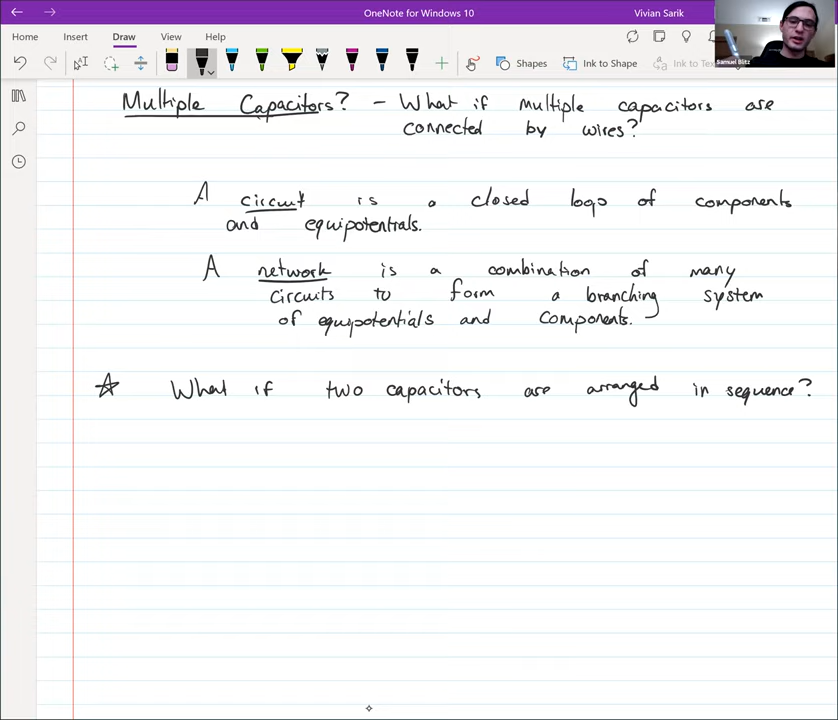 OneNote for Windows 10
Vivian Sarik
Home Insert Draw View Help
Shapes Ink to Shape Ink to Tex
Samuel Blitz
Multiple Capacitors? - What if multiple capacitors are
connected by wires?
A circuit is a closed loop of components
and equipotentials.
A network is a combination of many
circuits to form a branching system
of equipotentials and components.
What if two capacitors are arranged in sequence?